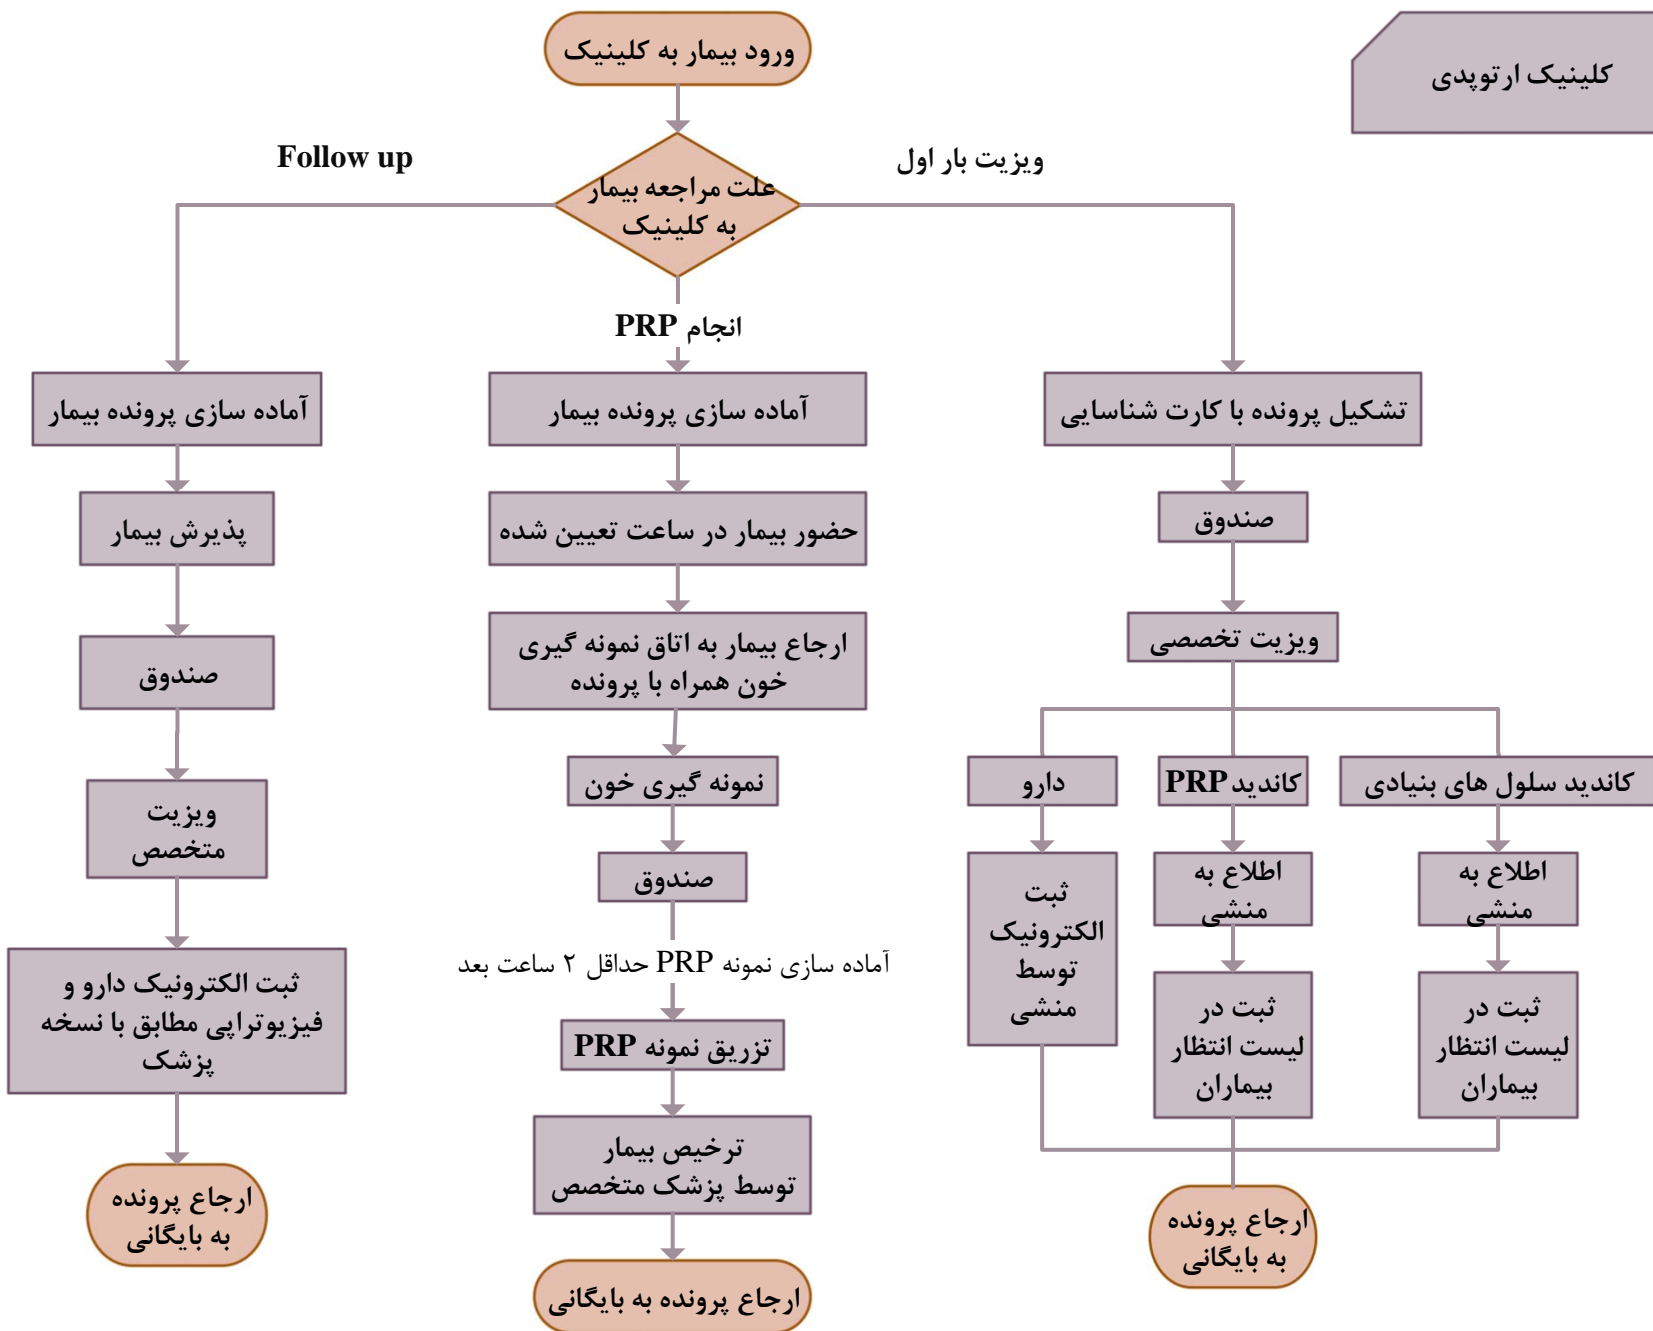 ورود بیمار به کلینیک
کلینیک ارتوپدی
علت مراجعه بیمار
به کلینیک
ویزیت بار اول
تشکیل پرونده با کارت شناسایی
صندوق
ویزیت تخصصی
کاندید سلول های بنیادی
اطلاع به
منشی
ثبت در
لیست انتظار
بیماران
کاندید PRP
اطلاع به
منشی
ثبت در
لیست انتظار
بیماران
دارو
ثبت
الکترونیک
توسط
منشی
ارجاع پرونده
به بایگانی
انجام PRP
آماده سازی پرونده بیمار
حضور بیمار در ساعت تعیین شده
ارجاع بیمار به اتاق نمونه گیری
خون همراه با پرونده
نمونه گیری خون
صندوق
آماده سازی نمونه PRP حداقل ۲ ساعت بعد
تزریق نمونه PRP
ترخیص بیمار
توسط پزشک متخصص
ارجاع پرونده به بایگانی
Follow up
آماده سازی پرونده بیمار
پذیرش بیمار
صندوق
ویزیت
متخصص
ثبت الکترونیک دارو و
فیزیوتراپی مطابق با نسخه
پزشک
ارجاع پرونده
به بایگانی